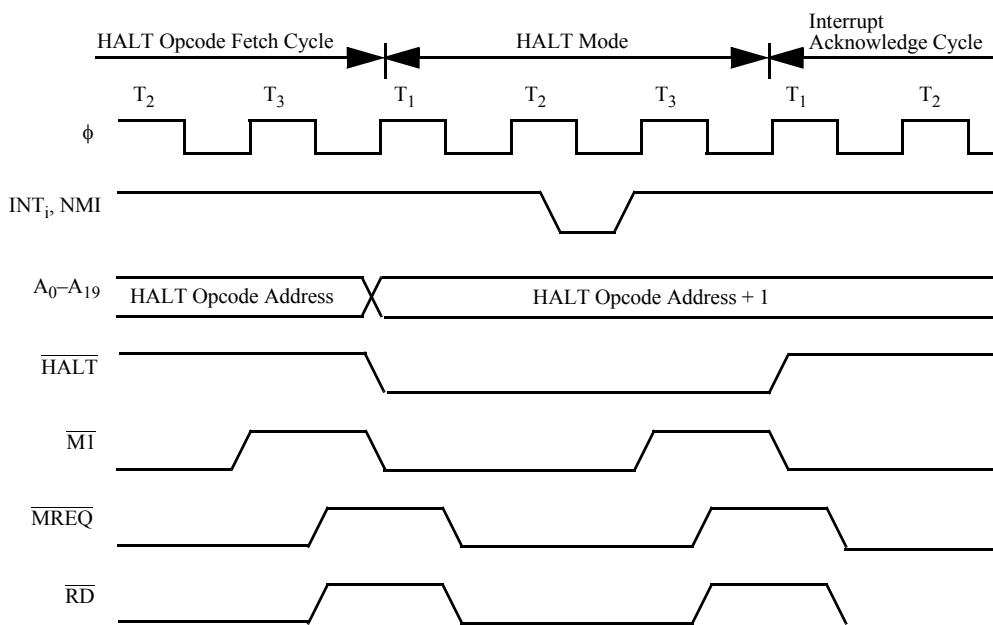 HALT Opcode Fetch Cycle
HALT Mode
Interrupt
Acknowledge Cycle
T2 T3 T1 T2 T3 T1 T2
ϕ
INTi, NMI
A0–A19
HALT Opcode Address
HALT Opcode Address + 1
HALT
M1
MREQ
RD